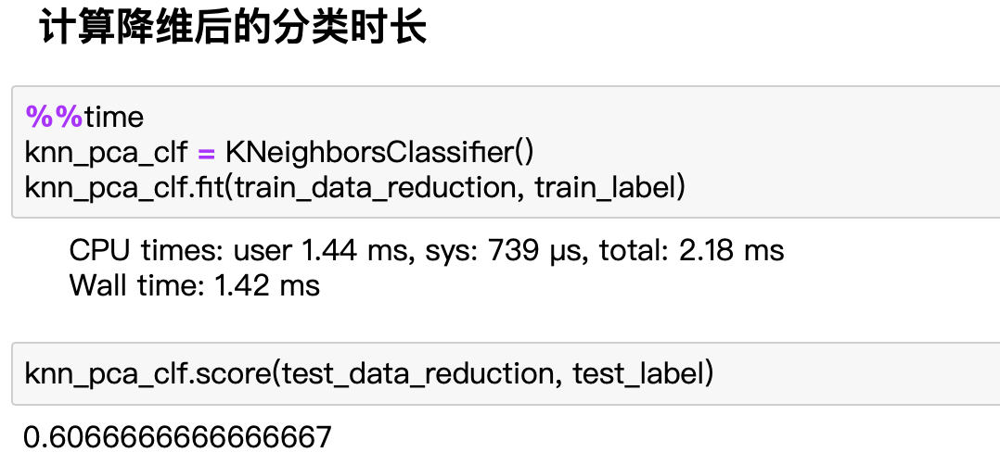 计算降维后的分类时长
%%time
knn_pca_clf = KNeighborsClassifier()
knn_pca_clf.fit(train_data_reduction, train_label)
CPU times: user 1.44 ms, sys: 739 µs, total: 2.18 ms
Wall time: 1.42 ms
knn_pca_clf.score(test_data_reduction, test_label)
0.6066666666666667